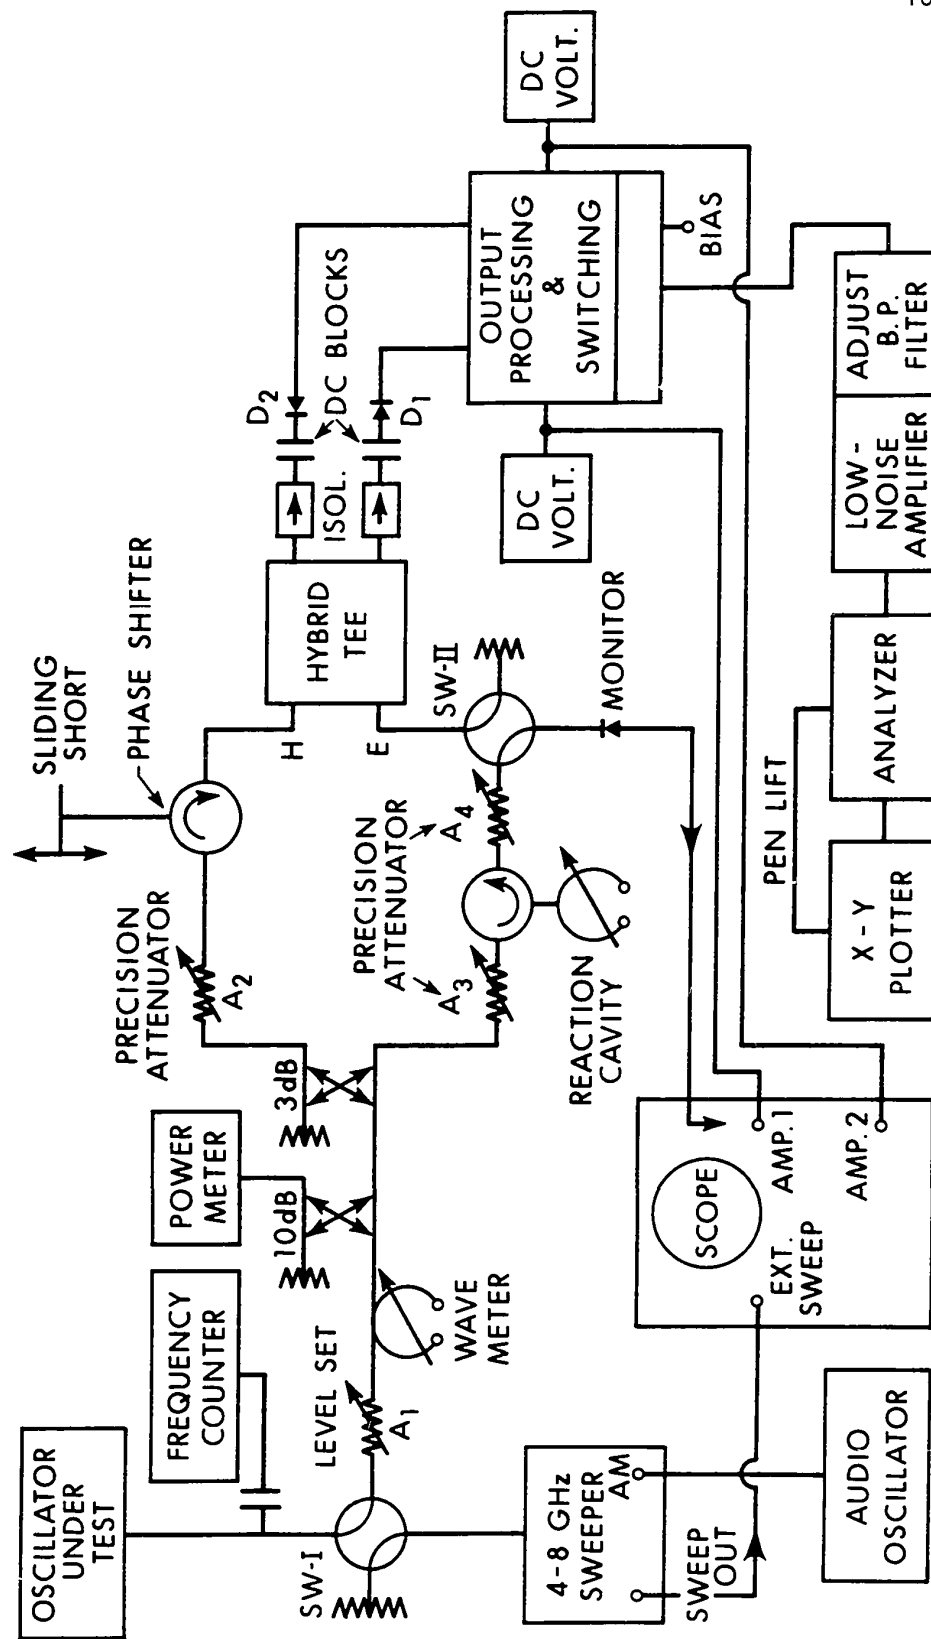 OSCILLATOR
UNDER
TEST
FREQUENCY
COUNTER
POWER
METER
PRECISION
ATTENUATOR
A2
SLIDING
SHORT
PHASE SHIFTER
SW-I
LEVEL SET
A1
WAVE
METER
10dB
3dB
PRECISION
ATTENUATOR
A3
A4
REACTION
CAVITY
H
E
HYBRID
TEE
ISOL.
DC BLOCKS
D2
D1
SW-II
MONITOR
OUTPUT
PROCESSING
&
SWITCHING
BIAS
DC
VOLT.
DC
VOLT.
4-8 GHz
SWEEPER
AM
SWEEP
OUT
AUDIO
OSCILLATOR
SCOPE
EXT.
SWEEP
AMP.1
AMP.2
PEN LIFT
X-Y
PLOTTER
ANALYZER
LOW-
NOISE
AMPLIFIER
ADJUST
B.P.
FILTER